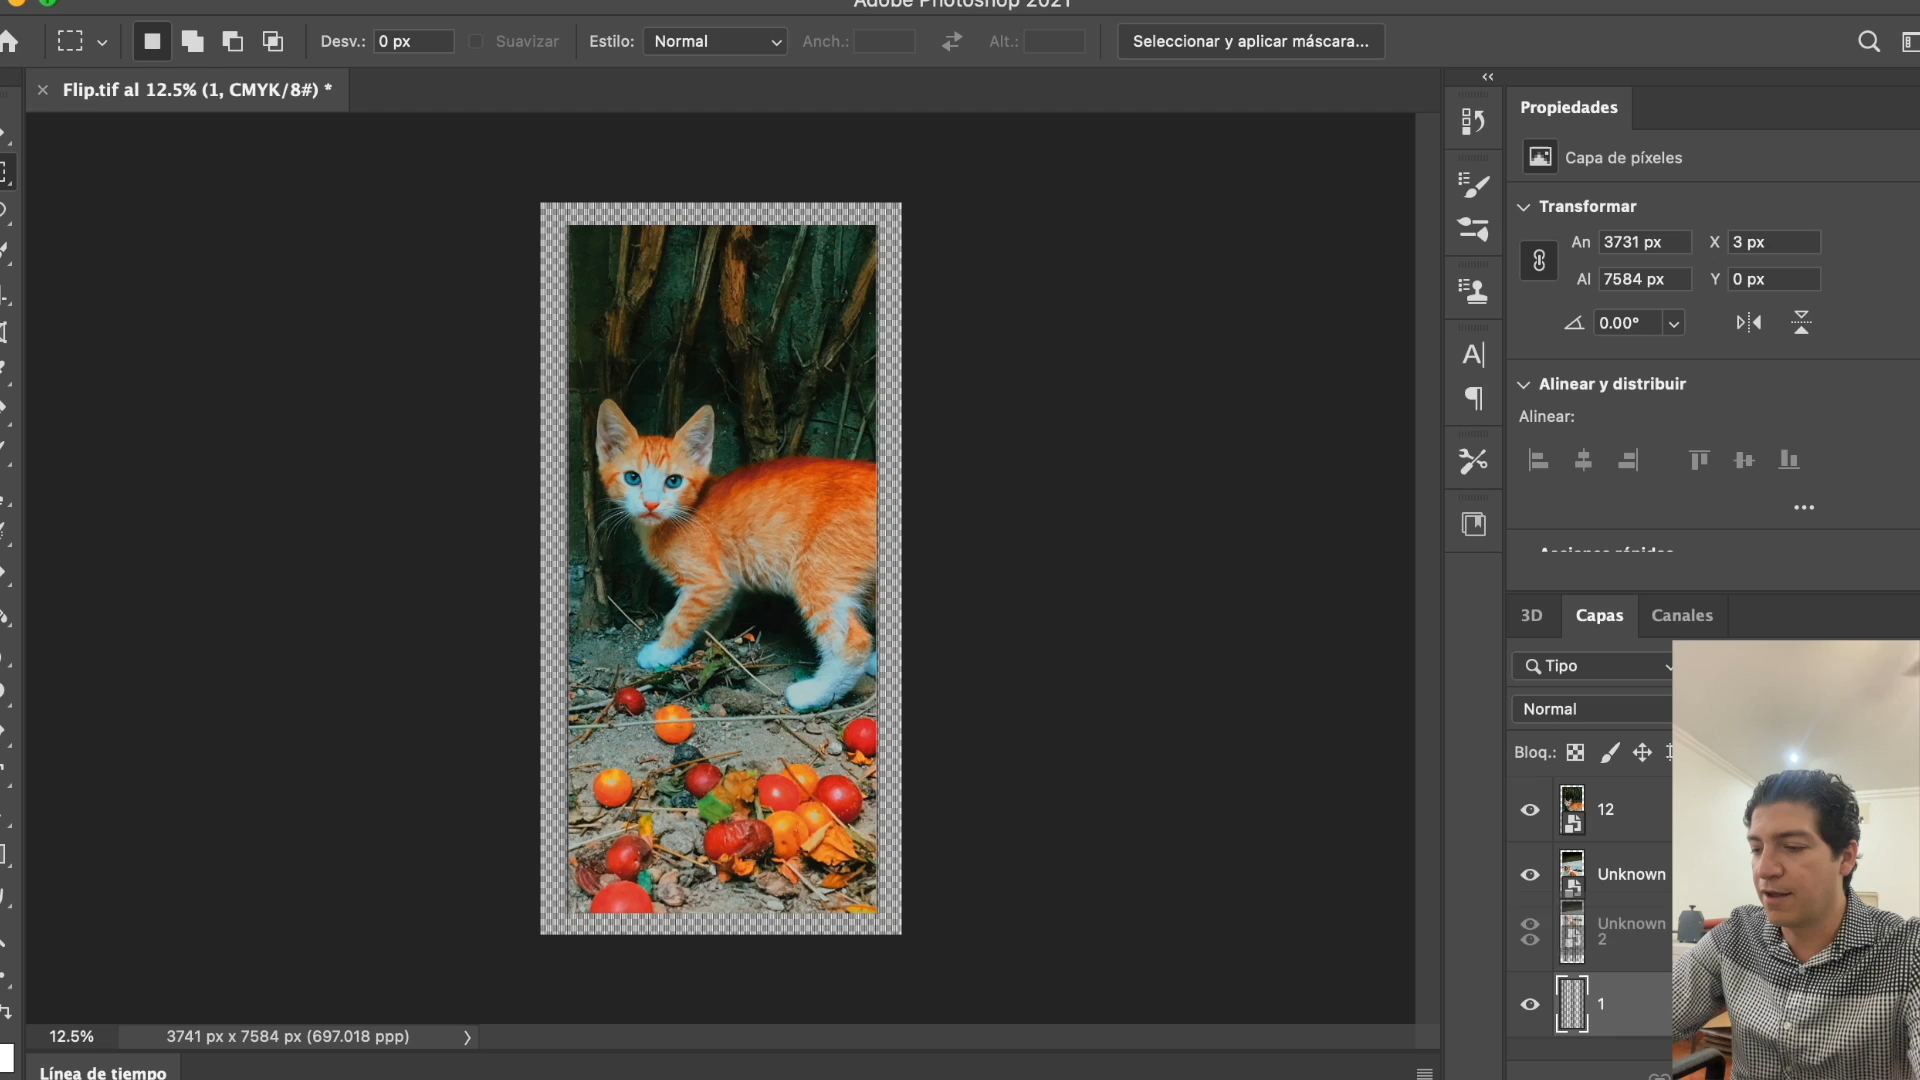 Adobe Photoshop 2021
Desv.: 0 px Suavizar Estilo: Normal Anch.: Alt.: Seleccionar y aplicar máscara...
Flip.tif al 12.5% (1, CMYK/8#) *
Propiedades
Capa de píxeles
Transformar
An 3731 px X 3 px
Al 7584 px Y 0 px
0.00°
Alinear y distribuir
Alinear:
Acciones rápidas
3D Capas Canales
Tipo
Normal
Bloq.:
12
Unknown
Unknown
2
1
12.5% 3741 px x 7584 px (697.018 ppp)
Línea de tiempo